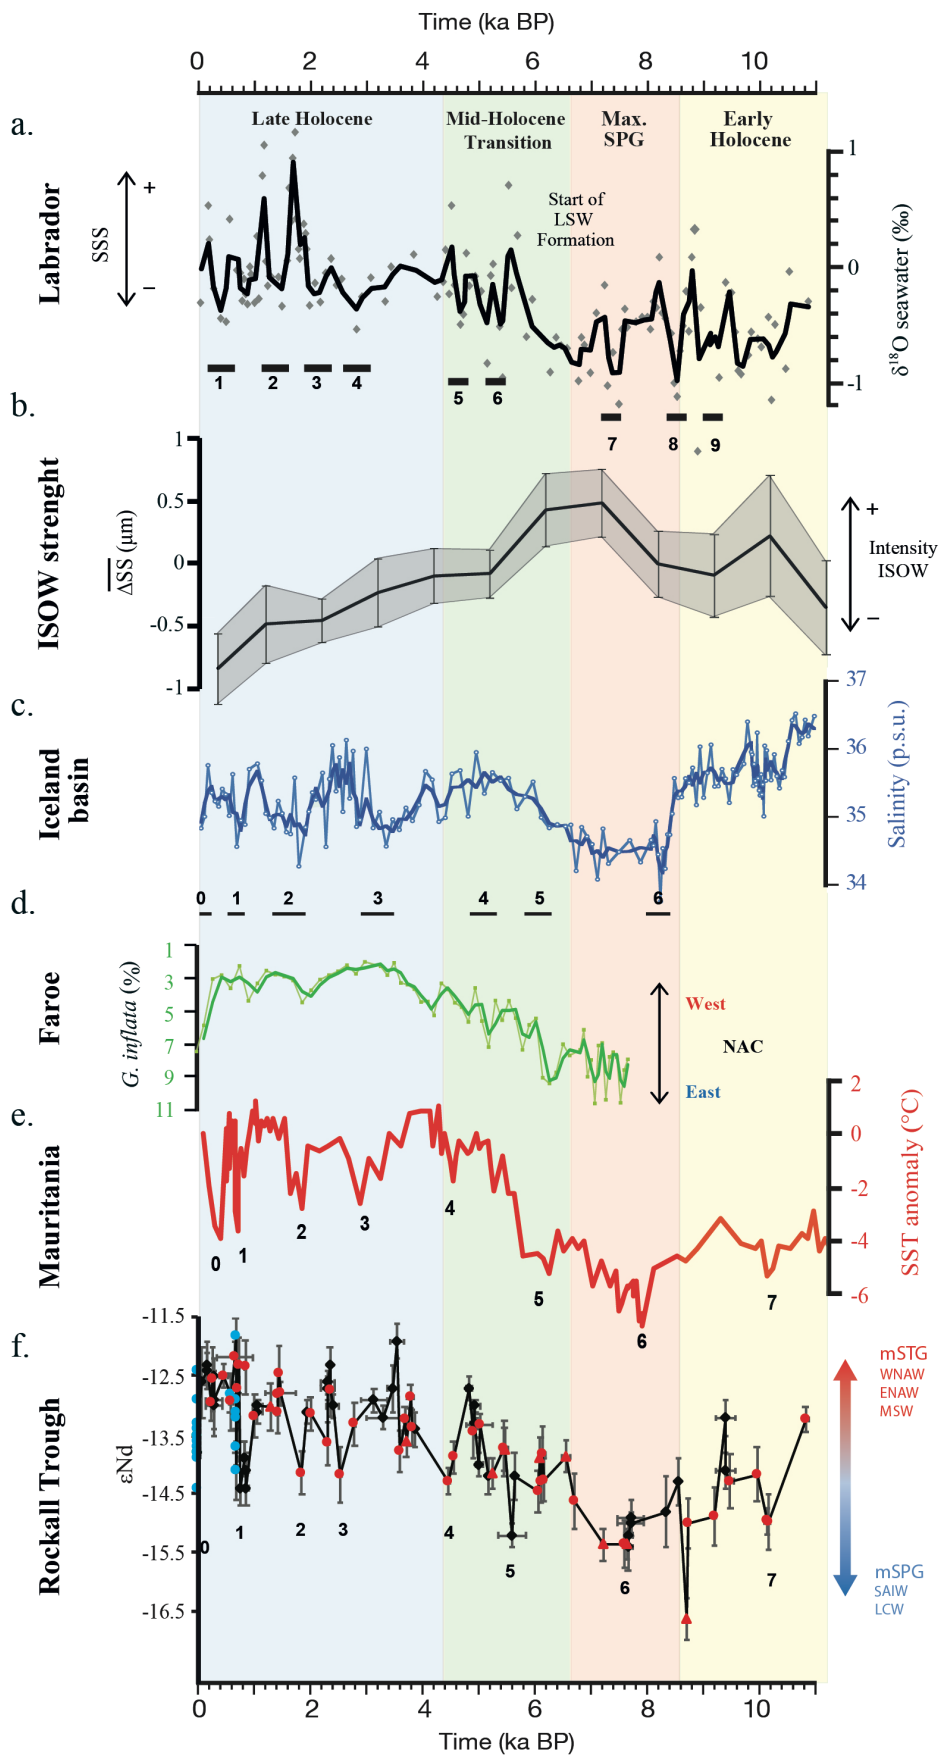 Time (ka BP)
0 2 4 6 8 10
a.
Late Holocene
Mid-Holocene
Transition
Max.
SPG
Early
Holocene
Labrador
SSS
+
−
Start of
LSW
Formation
1
0
-1
δ18O seawater (‰)
1 2 3 4 5 6
7 8 9
b.
ISOW strenght
ΔSS (μm)
1
0.5
0
-0.5
-1
+
Intensity
ISOW
−
c.
Iceland
basin
37
36
35
34
Salinity (p.s.u.)
d.
0 1 2 3 4 5 6
Faroe
G. inflata (%)
1
3
5
7
9
11
West
NAC
East
e.
Mauritania
2
0
-2
-4
-6
SST anomaly (°C)
0 1 2 3 4 5 6 7
f.
Rockall Trough
εNd
-11.5
-12.5
-13.5
-14.5
-15.5
-16.5
0 1 2 3 4 5 6 7
mSTG
WNAW
ENAW
MSW
mSPG
SAIW
LCW
0 2 4 6 8 10
Time (ka BP)